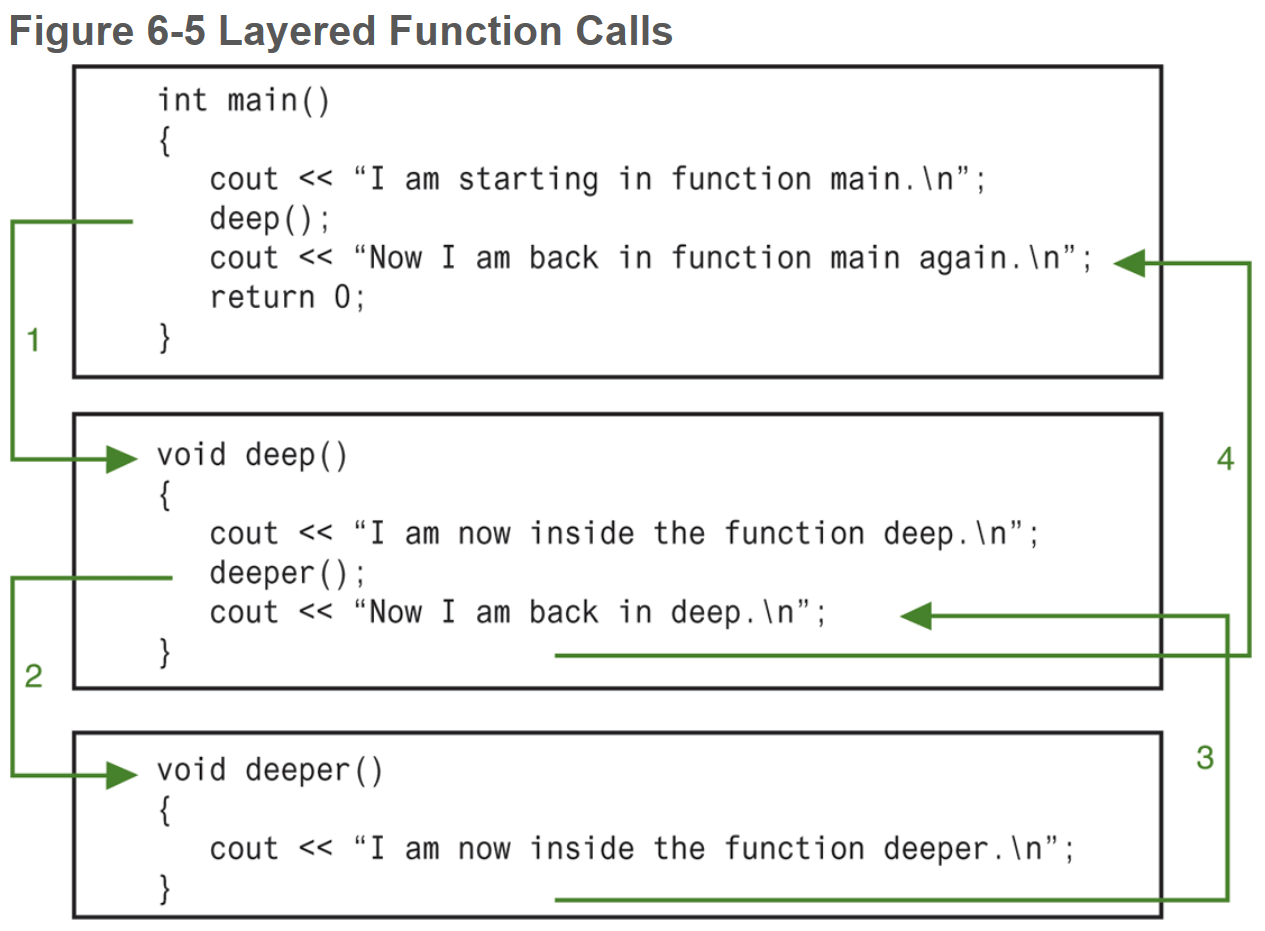 Figure 6-5 Layered Function Calls
int main()
{
cout << “I am starting in function main.\n”;
deep();
cout << “Now I am back in function main again.\n”;
return 0;
}
1
void deep()
{
cout << “I am now inside the function deep.\n”;
deeper();
cout << “Now I am back in deep.\n”;
}
4
2
void deeper()
{
cout << “I am now inside the function deeper.\n”;
}
3